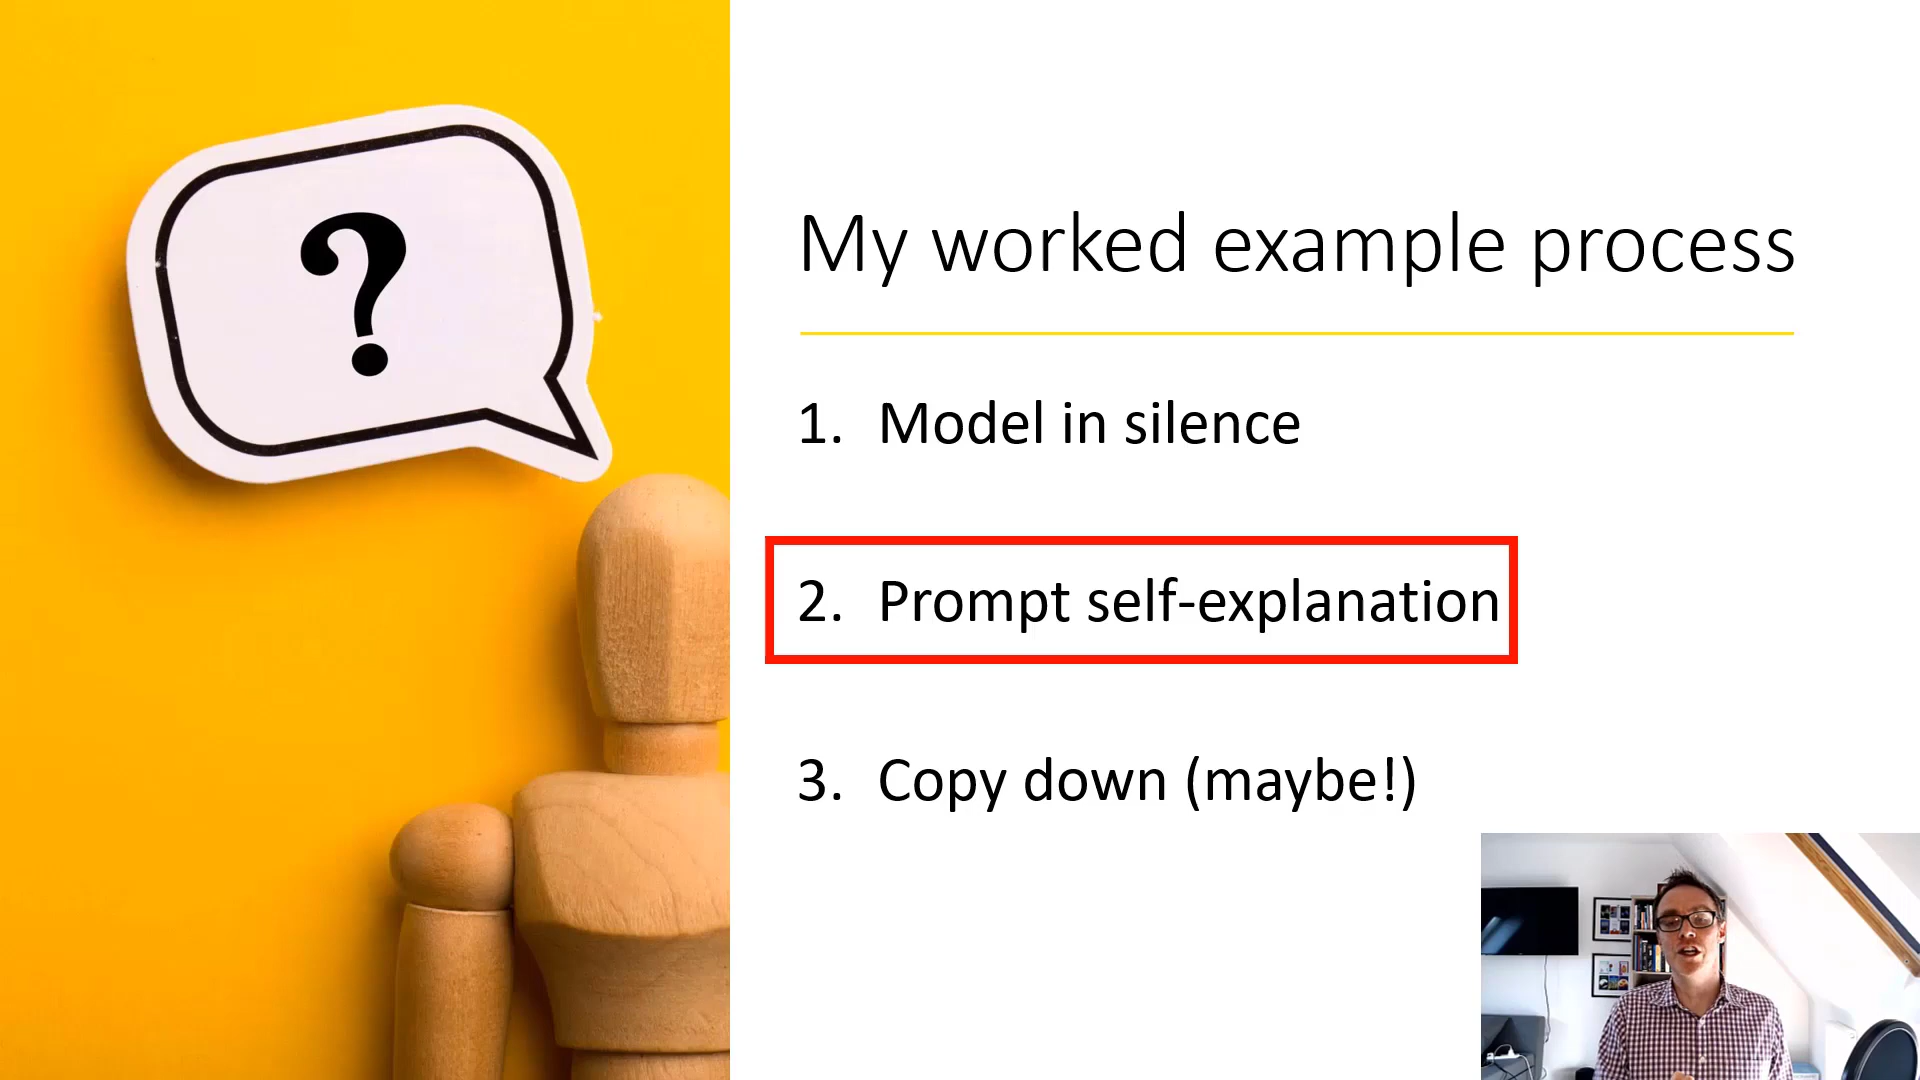 ?
My worked example process
1. Model in silence
2. Prompt self-explanation
3. Copy down (maybe!)